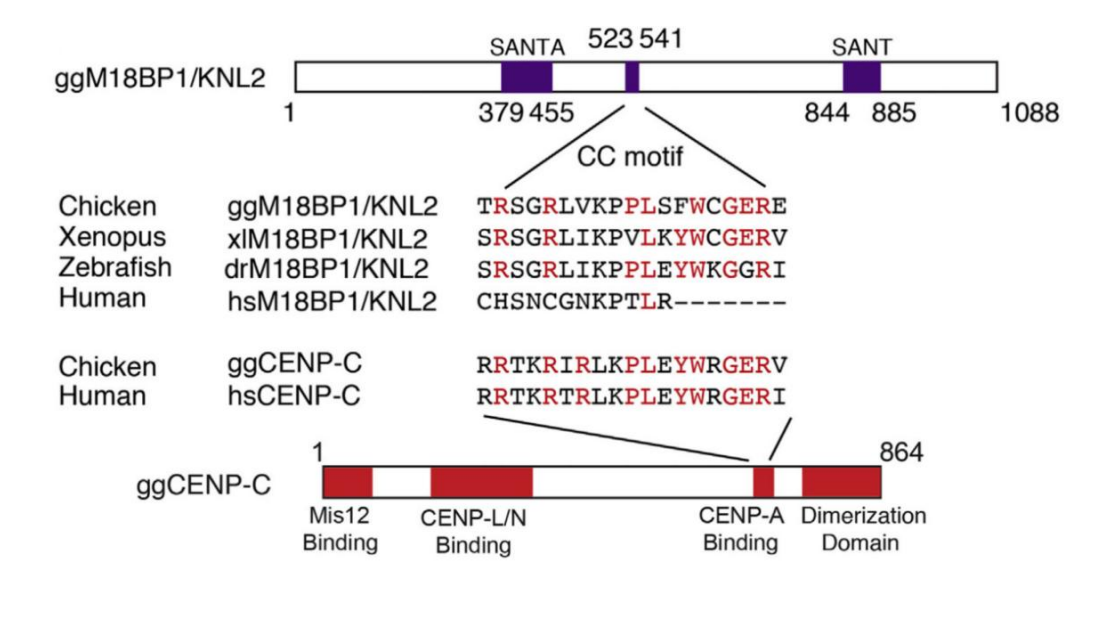 SANTA 523 541 SANT
ggM18BP1/KNL2
1 379 455 844 885 1088
CC motif
Chicken ggM18BP1/KNL2 TRSGRLVKPPLSFWCGERE
Xenopus xlM18BP1/KNL2 SRSGRLIKPVLKYWCGERV
Zebrafish drM18BP1/KNL2 SRSGRLIKPPLEYWKGGRI
Human hsM18BP1/KNL2 CHSNCGNKPTLR-------
Chicken ggCENP-C RRTKRIRLKPLEYWRGERV
Human hsCENP-C RRTKRTRLKPLEYWRGERI
1 864
ggCENP-C
Mis12 CENP-L/N CENP-A Dimerization
Binding Binding Binding Domain